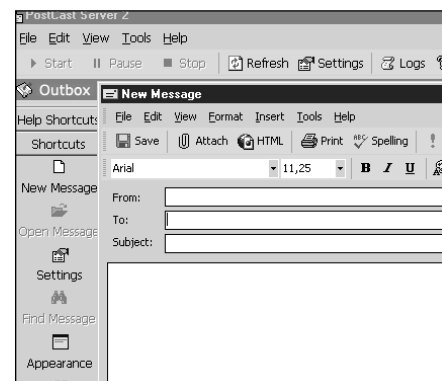 PostCast Server 2
File Edit View Tools Help
Start Pause Stop Refresh Settings Logs
Outbox
New Message
Help Shortcuts
File Edit View Format Insert Tools Help
Shortcuts
Save Attach HTML Print ABC Spelling
Arial 11,25 B I U
New Message
From:
To:
Open Message
Subject:
Settings
Find Message
Appearance